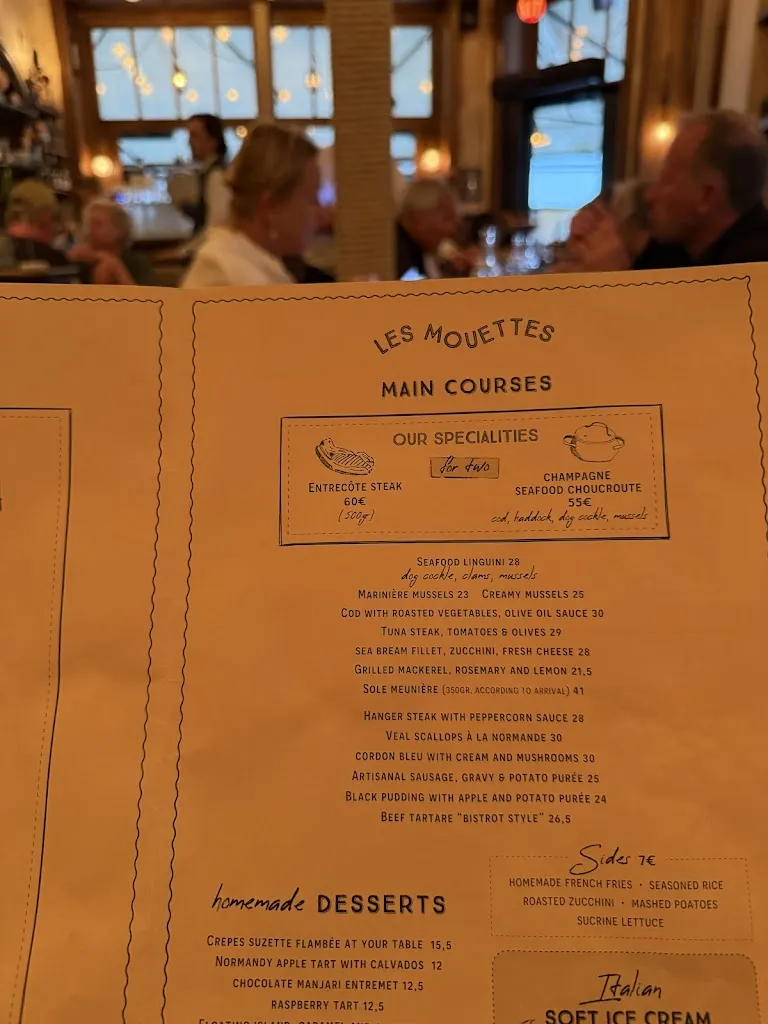 LES MOUETTES
MAIN COURSES
OUR SPECIALITIES
for two
ENTRECÔTE STEAK
60€
(500gr)
CHAMPAGNE
SEAFOOD CHOUCROUTE
55€
cod, haddock, dog cockle, mussels
SEAFOOD LINGUINI 28
dog cockle, clams, mussels
MARINIÈRE MUSSELS 23 CREAMY MUSSELS 25
COD WITH ROASTED VEGETABLES, OLIVE OIL SAUCE 30
TUNA STEAK, TOMATOES & OLIVES 29
SEA BREAM FILLET, ZUCCHINI, FRESH CHEESE 28
GRILLED MACKEREL, ROSEMARY AND LEMON 21,5
SOLE MEUNIÈRE (350GR, ACCORDING TO ARRIVAL) 41
HANGER STEAK WITH PEPPERCORN SAUCE 28
VEAL SCALLOPS À LA NORMANDE 30
CORDON BLEU WITH CREAM AND MUSHROOMS 30
ARTISANAL SAUSAGE, GRAVY & POTATO PURÉE 25
BLACK PUDDING WITH APPLE AND POTATO PURÉE 24
BEEF TARTARE "BISTROT STYLE" 26,5
Sides 7€
HOMEMADE FRENCH FRIES • SEASONED RICE
ROASTED ZUCCHINI • MASHED POATOES
SUCRINE LETTUCE
homemade DESSERTS
CREPES SUZETTE FLAMBÉE AT YOUR TABLE 15,5
NORMANDY APPLE TART WITH CALVADOS 12
CHOCOLATE MANJARI ENTREMET 12,5
RASPBERRY TART 12,5
FLOATING ISLAND, CARAMEL AND
Italian
SOFT ICE CREAM